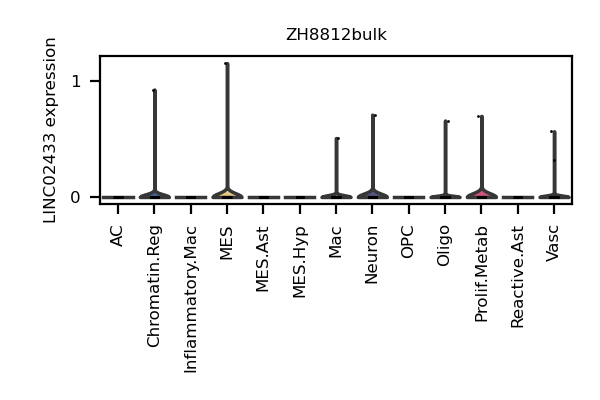 ZH8812bulk
LINC02433 expression
1
0
AC
Chromatin.Reg
Inflammatory.Mac
MES
MES.Ast
MES.Hyp
Mac
Neuron
OPC
Oligo
Prolif.Metab
Reactive.Ast
Vasc